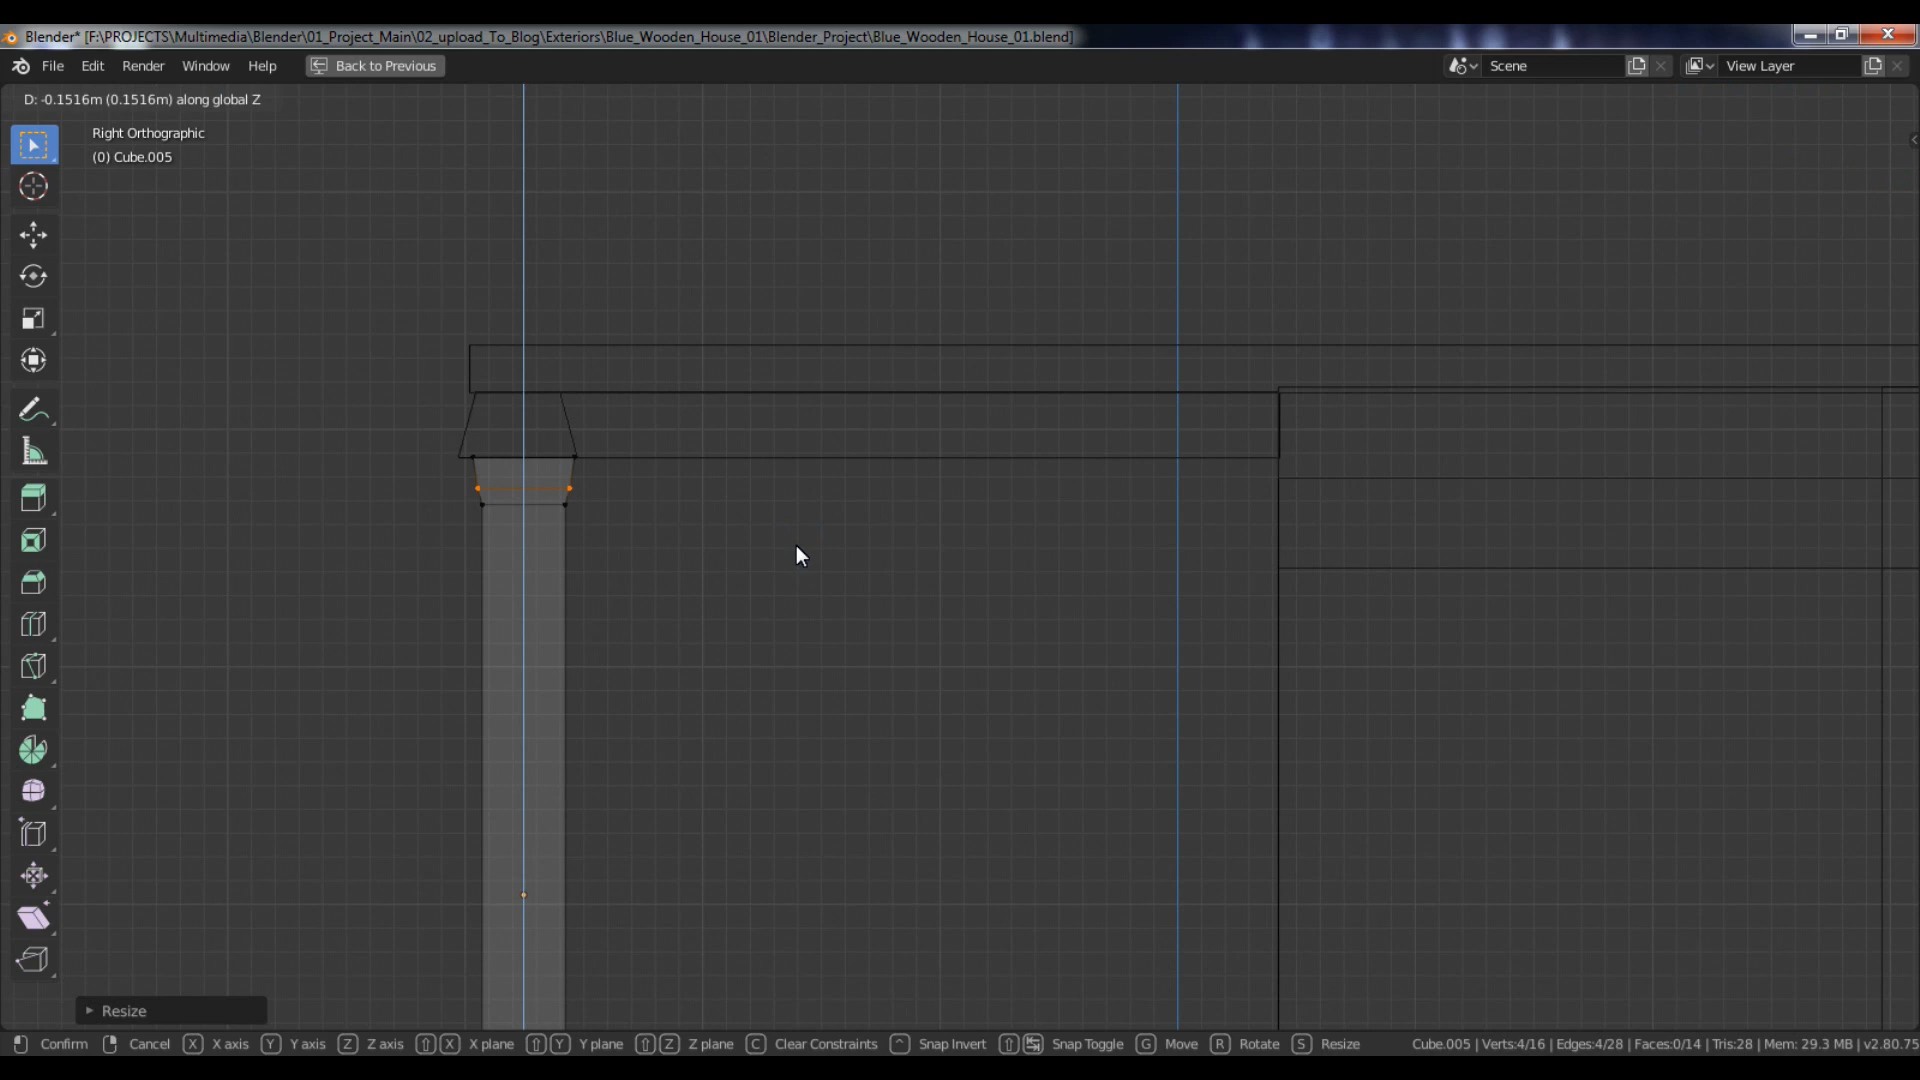 Blender* [F:\PROJECTS\Multimedia\Blender\01_Project_Main\02_upload_To_Blog\Exteriors\Blue_Wooden_House_01\Blender_Project\Blue_Wooden_House_01.blend]
File Edit Render Window Help Back to Previous Scene View Layer
D: -0.1516m (0.1516m) along global Z
Right Orthographic
(0) Cube.005
Resize
Confirm Cancel X X axis Y Y axis Z Z axis X X plane Y Y plane Z Z plane C Clear Constraints ^ Snap Invert Snap Toggle G Move R Rotate S Resize Cube.005 | Verts:4/16 | Edges:4/28 | Faces:0/14 | Tris:28 | Mem: 29.3 MB | v2.80.75